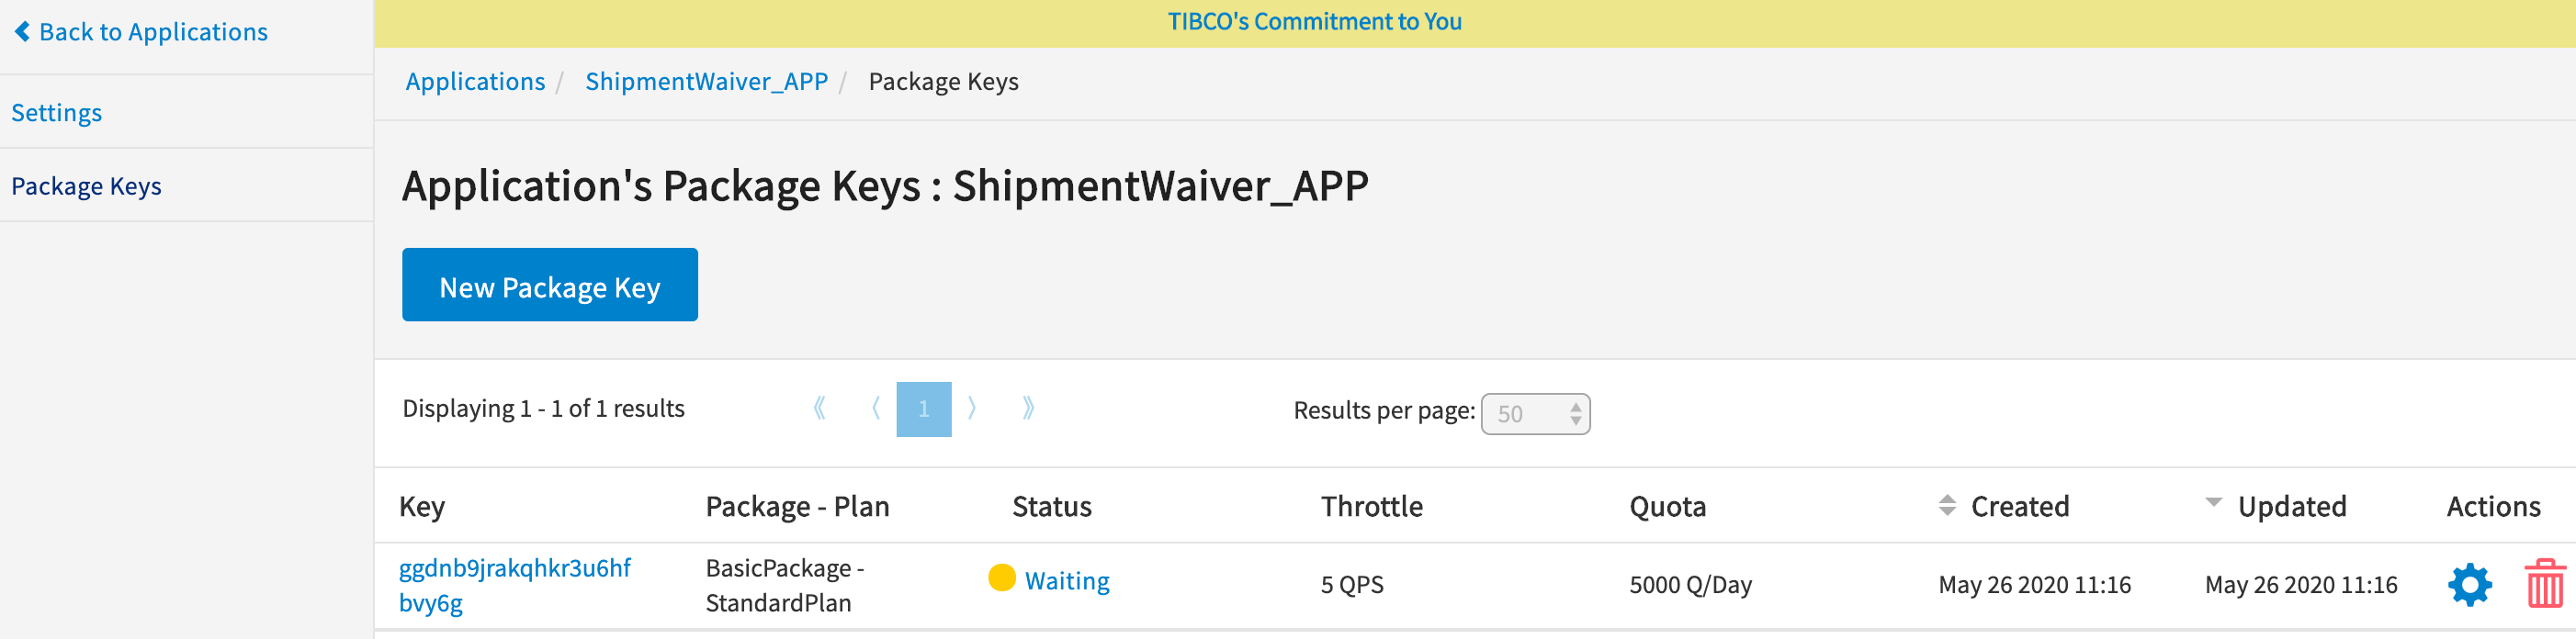 Back to Applications
Settings
Package Keys
TIBCO's Commitment to You
Applications / ShipmentWaiver_APP / Package Keys
Application's Package Keys : ShipmentWaiver_APP
New Package Key
Displaying 1 - 1 of 1 results « ‹ 1 › » Results per page: 50
Key Package - Plan Status Throttle Quota Created Updated Actions
ggdnb9jrakqhkr3u6hf BasicPackage - Waiting 5 QPS 5000 Q/Day May 26 2020 11:16 May 26 2020 11:16
bvy6g StandardPlan